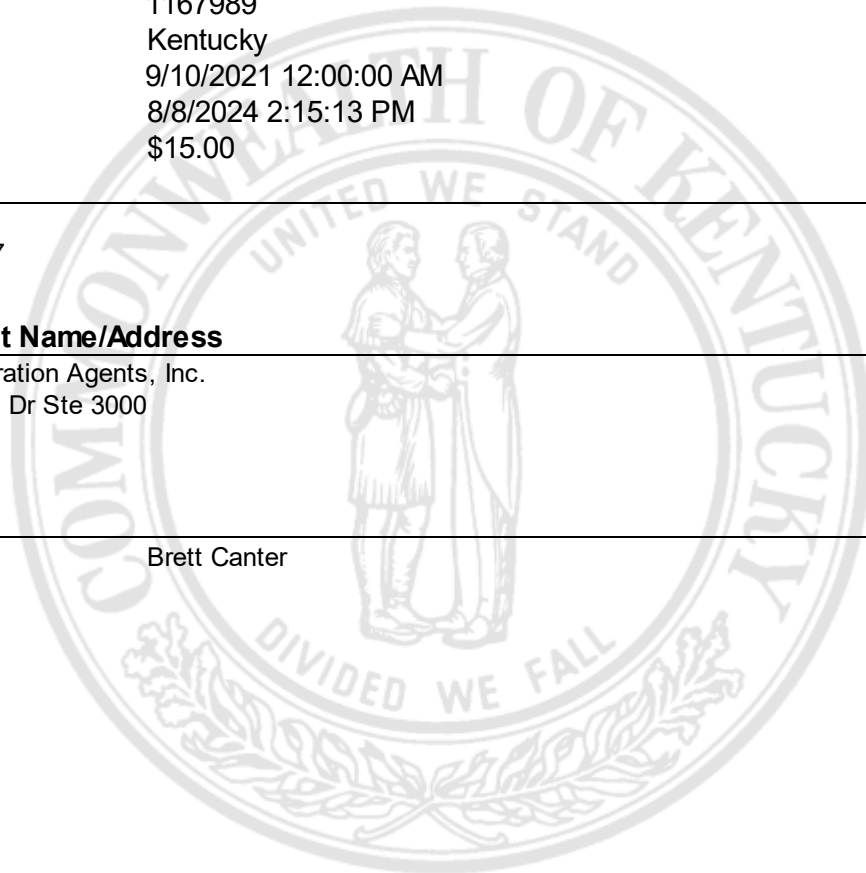 1167989
Kentucky
9/10/2021 12:00:00 AM
8/8/2024 2:15:13 PM
$15.00
t Name/Address
ration Agents, Inc.
Dr Ste 3000
Brett Canter
COMMONWEALTH OF KENTUCKY
UNITED WE STAND
DIVIDED WE FALL